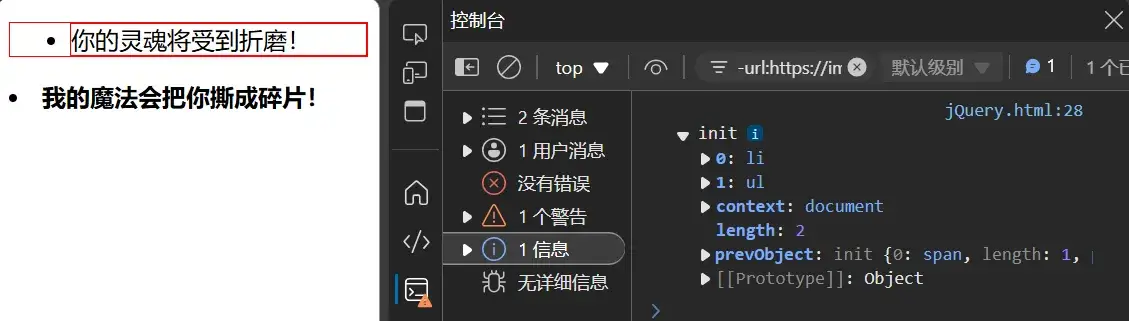 你的灵魂将受到折磨!
我的魔法会把你撕成碎片!
控制台
top
-url:https://im
默认级别
1
1 个已
2 条消息
1 用户消息
没有错误
1 个警告
1 信息
无详细信息
jQuery.html:28
init i
0: li
1: ul
context: document
length: 2
prevObject: init {0: span, length: 1,
[[Prototype]]: Object